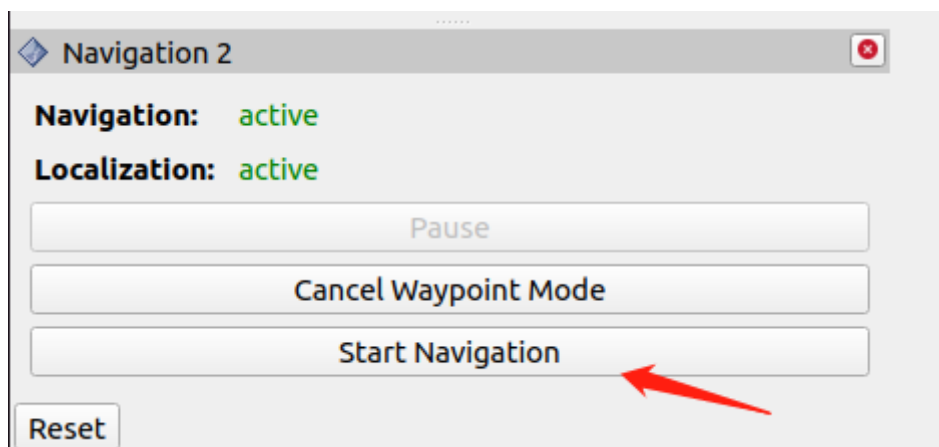 Navigation 2
Navigation: active
Localization: active
Pause
Cancel Waypoint Mode
Start Navigation
Reset